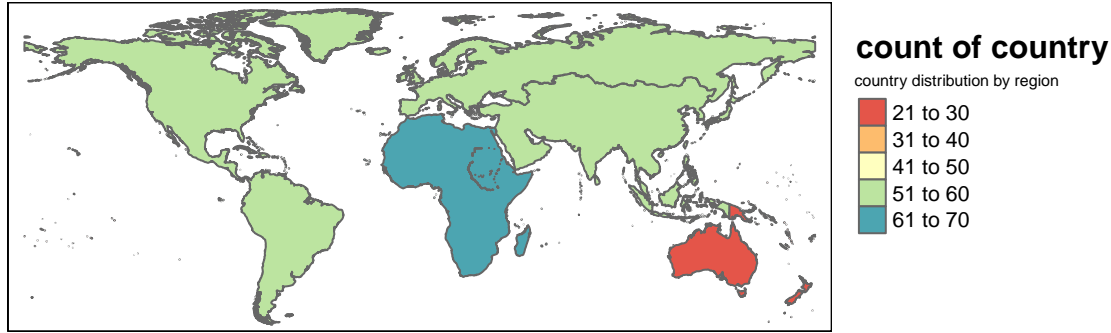 count of country
country distribution by region
21 to 30
31 to 40
41 to 50
51 to 60
61 to 70